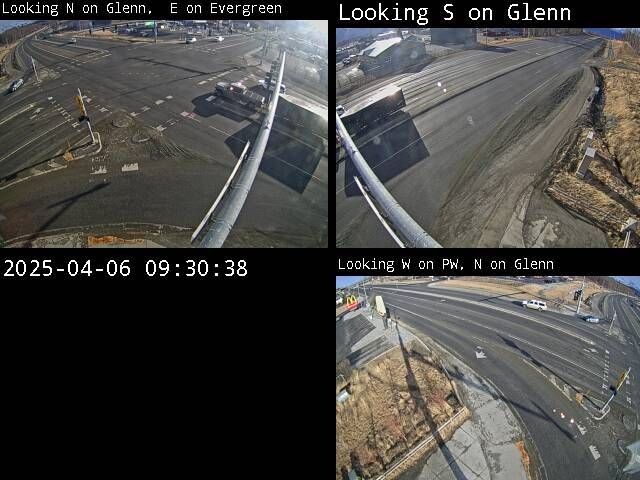 Looking N on Glenn,  E on Evergreen
Looking S on Glenn
2025-04-06 09:30:38
Looking W on PW, N on Glenn